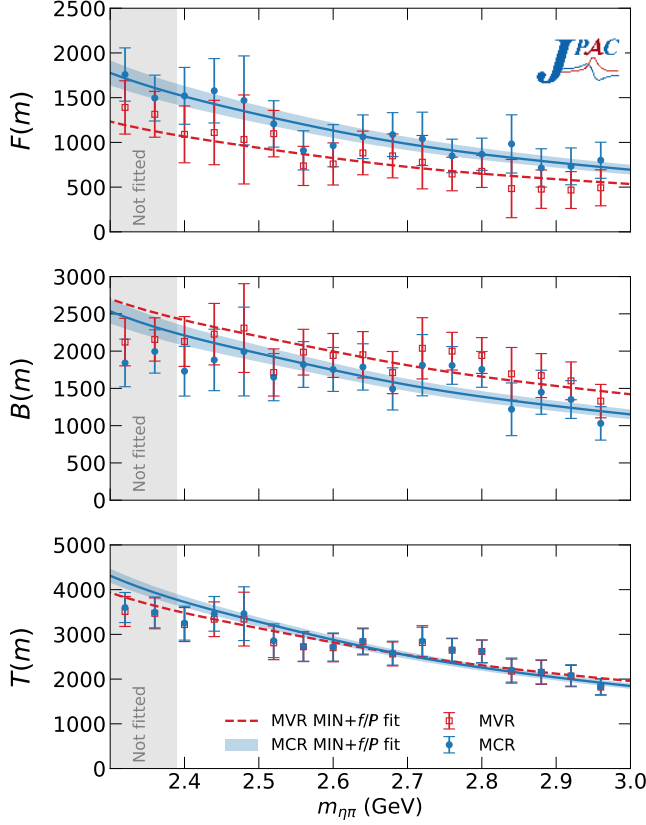 2500
2000
1500
1000
500
0
F(m)
Not fitted
JPAC
3000
2500
2000
1500
1000
500
0
B(m)
Not fitted
5000
4000
3000
2000
1000
0
T(m)
Not fitted
MVR MIN+f/P fit
MCR MIN+f/P fit
MVR
MCR
2.4 2.5 2.6 2.7 2.8 2.9 3.0
mηπ (GeV)